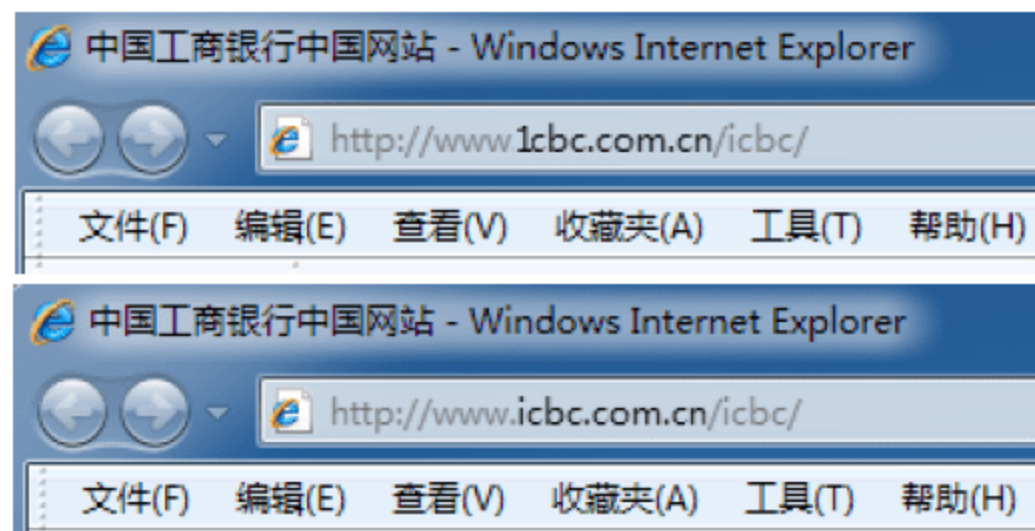 中国工商银行中国网站 - Windows Internet Explorer
http://www.1cbc.com.cn/icbc/
文件(F) 编辑(E) 查看(V) 收藏夹(A) 工具(T) 帮助(H)
中国工商银行中国网站 - Windows Internet Explorer
http://www.icbc.com.cn/icbc/
文件(F) 编辑(E) 查看(V) 收藏夹(A) 工具(T) 帮助(H)